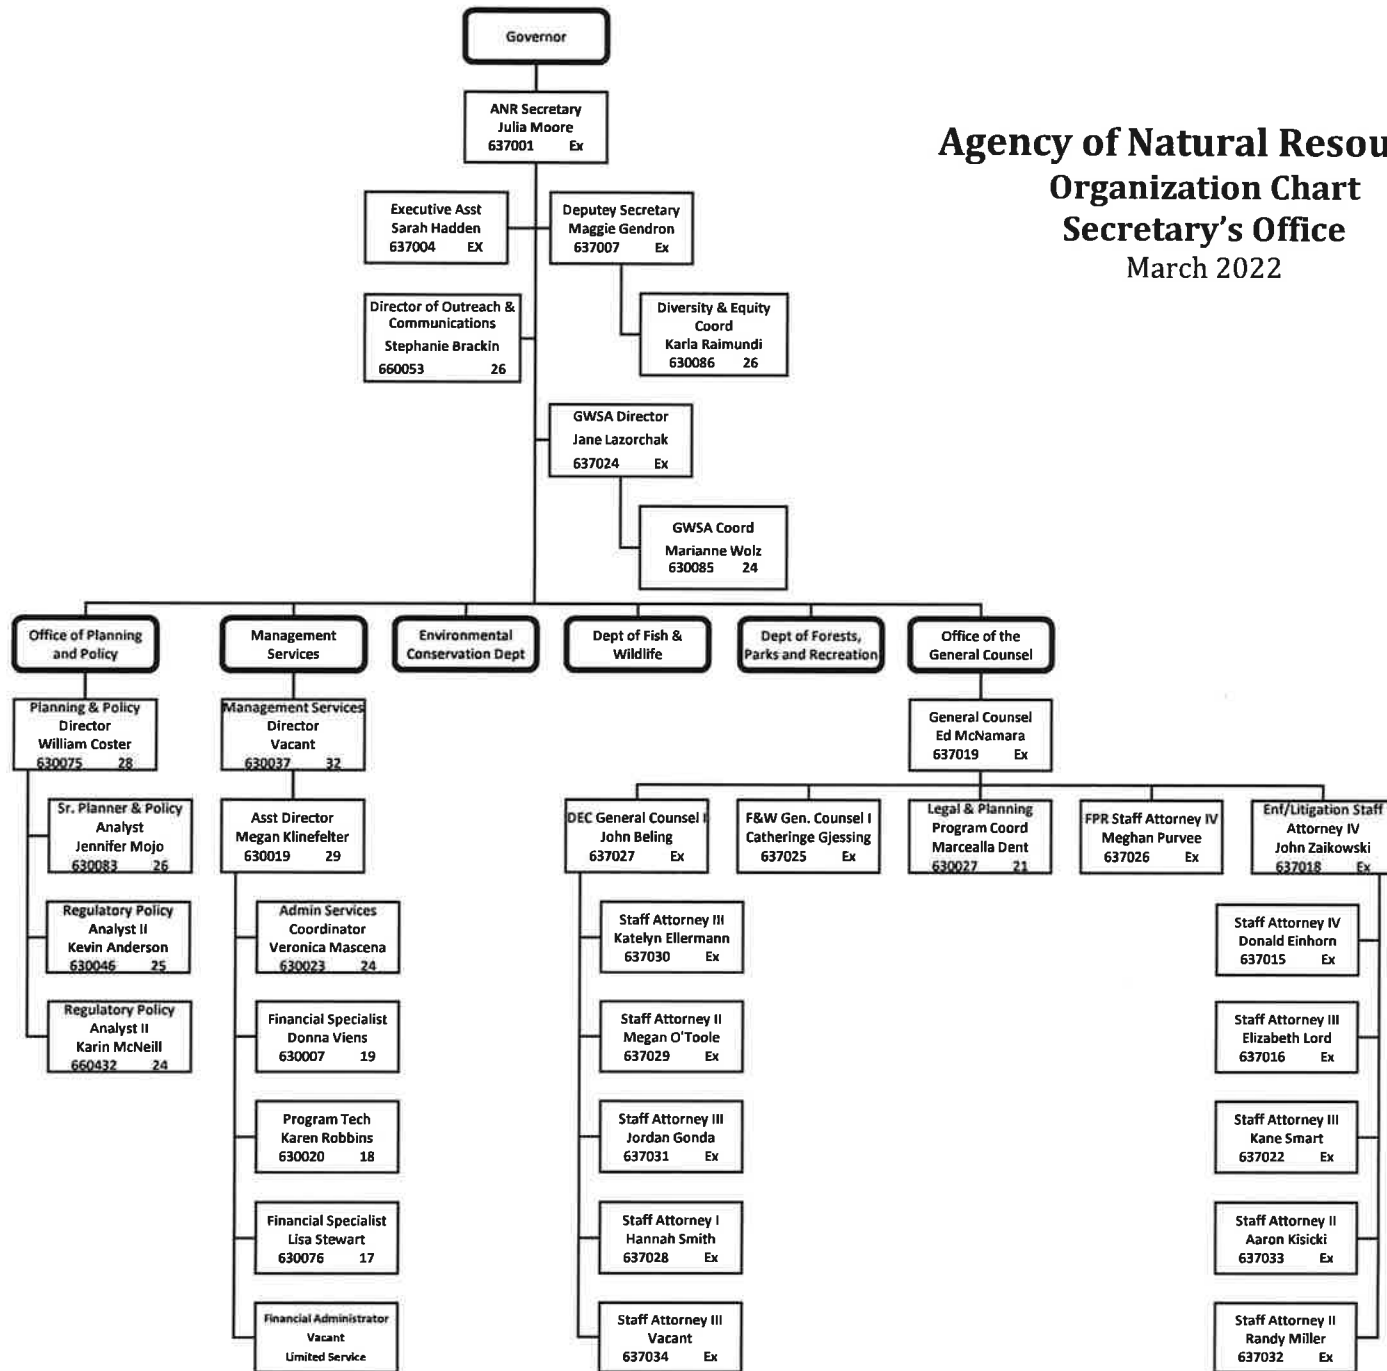 Governor
ANR Secretary
Julia Moore
637001 Ex
Agency of Natural Resou
Organization Chart
Secretary's Office
March 2022
Executive Asst
Sarah Hadden
637004 EX
Deputey Secretary
Maggie Gendron
637007 Ex
Director of Outreach &
Communications
Stephanie Brackin
660053 26
Diversity & Equity
Coord
Karla Raimundi
630086 26
GWSA Director
Jane Lazorchak
637024 Ex
GWSA Coord
Marianne Wolz
630085 24
Office of Planning
and Policy
Management
Services
Environmental
Conservation Dept
Dept of Fish &
Wildlife
Dept of Forests,
Parks and Recreation
Office of the
General Counsel
Planning & Policy
Director
William Coster
630075 28
Management Services
Director
Vacant
630037 32
General Counsel
Ed McNamara
637019 Ex
Sr. Planner & Policy
Analyst
Jennifer Mojo
630083 26
Asst Director
Megan Klinefelter
630019 29
DEC General Counsel I
John Beling
637027 Ex
F&W Gen. Counsel I
Catheringe Gjessing
637025 Ex
Legal & Planning
Program Coord
Marcealla Dent
630027 21
FPR Staff Attorney IV
Meghan Purvee
637026 Ex
Enf/Litigation Staff
Attorney IV
John Zaikowski
637018 Ex
Regulatory Policy
Analyst II
Kevin Anderson
630046 25
Admin Services
Coordinator
Veronica Mascena
630023 24
Staff Attorney III
Katelyn Ellermann
637030 Ex
Staff Attorney IV
Donald Einhorn
637015 Ex
Regulatory Policy
Analyst II
Karin McNeill
660432 24
Financial Specialist
Donna Viens
630007 19
Staff Attorney II
Megan O'Toole
637029 Ex
Staff Attorney III
Elizabeth Lord
637016 Ex
Program Tech
Karen Robbins
630020 18
Staff Attorney III
Jordan Gonda
637031 Ex
Staff Attorney III
Kane Smart
637022 Ex
Financial Specialist
Lisa Stewart
630076 17
Staff Attorney I
Hannah Smith
637028 Ex
Staff Attorney II
Aaron Kisicki
637033 Ex
Financial Administrator
Vacant
Limited Service
Staff Attorney III
Vacant
637034 Ex
Staff Attorney II
Randy Miller
637032 Ex